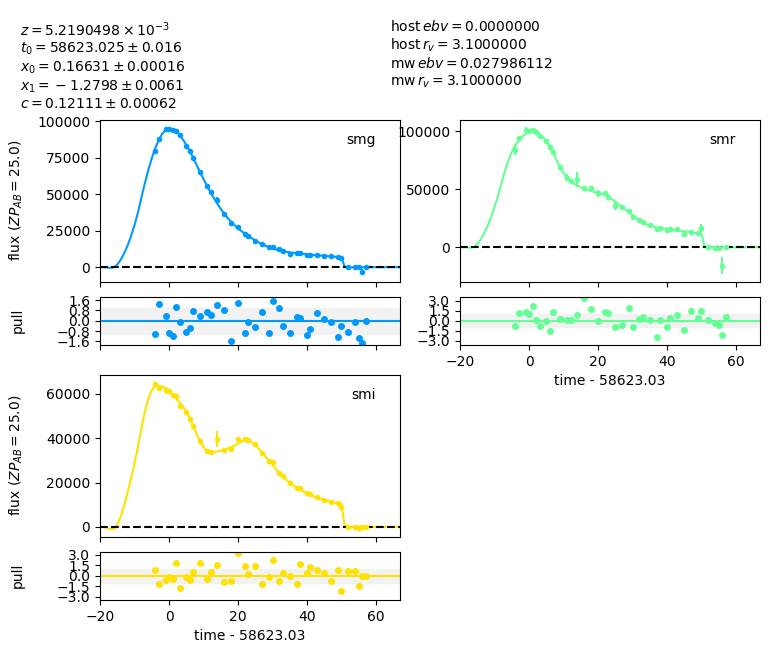 z = 5.2190498 × 10⁻³
t₀ = 58623.025 ± 0.016
x₀ = 0.16631 ± 0.00016
x₁ = −1.2798 ± 0.0061
c = 0.12111 ± 0.00062
host ebv = 0.0000000
host r_v = 3.1000000
mw ebv = 0.027986112
mw r_v = 3.1000000
flux (ZP_AB = 25.0)
100000
75000
50000
25000
0
smg
100000
50000
0
smr
pull
1.6
0.8
0.0
−0.8
−1.6
3.0
1.5
0.0
−1.5
−3.0
−20 0 20 40 60
time - 58623.03
flux (ZP_AB = 25.0)
60000
40000
20000
0
smi
pull
3.0
1.5
0.0
−1.5
−3.0
−20 0 20 40 60
time - 58623.03